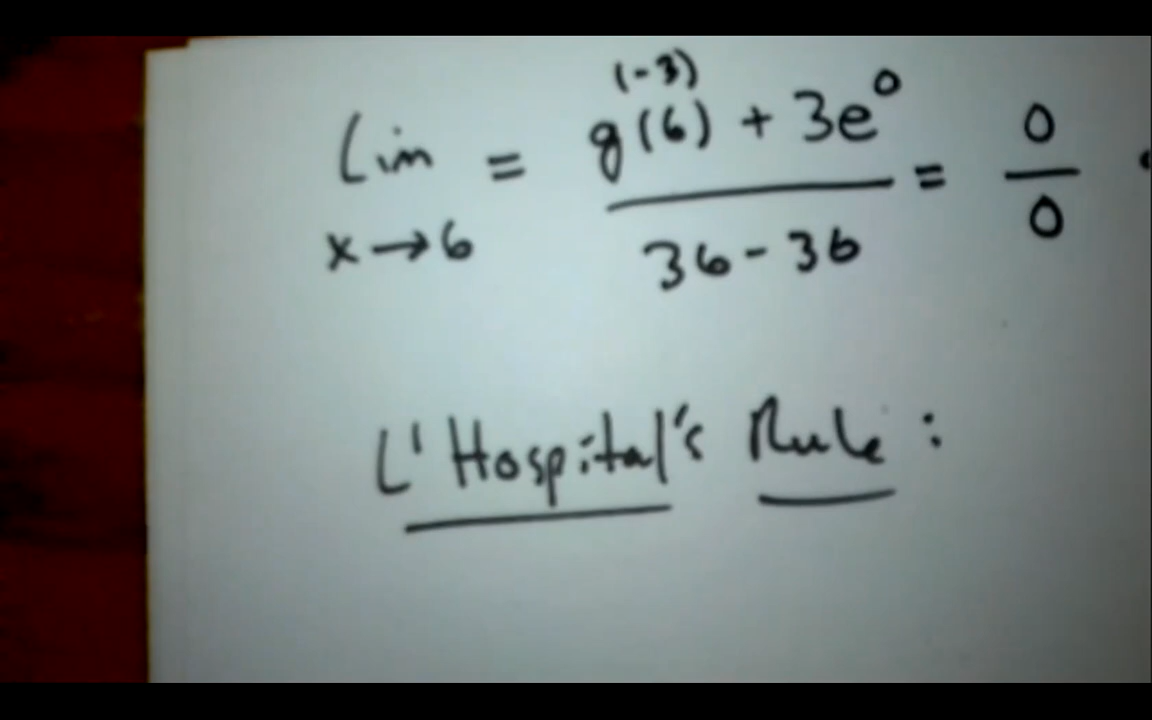 (-3)
Lim = g(6) + 3e⁰ / 36-36 = 0/0
x→6
L'Hospital's Rule: